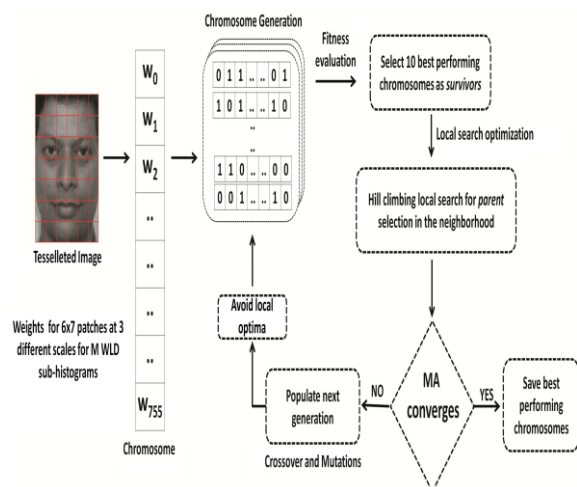 Chromosome Generation
W0
W1
W2
..
..
..
..
W755
Chromosome
Tesselleted Image
Weights for 6x7 patches at 3
different scales for M WLD
sub-histograms
0 1 1 .. .. 0 1
1 0 1 .. .. 1 0
..
..
1 1 0 .. .. 0 0
0 0 1 .. .. 1 0
Fitness
evaluation
Select 10 best performing
chromosomes as survivors
Local search optimization
Hill climbing local search for parent
selection in the neighborhood
MA
converges
YES
Save best
performing
chromosomes
NO
Populate next
generation
Crossover and Mutations
Avoid local
optima